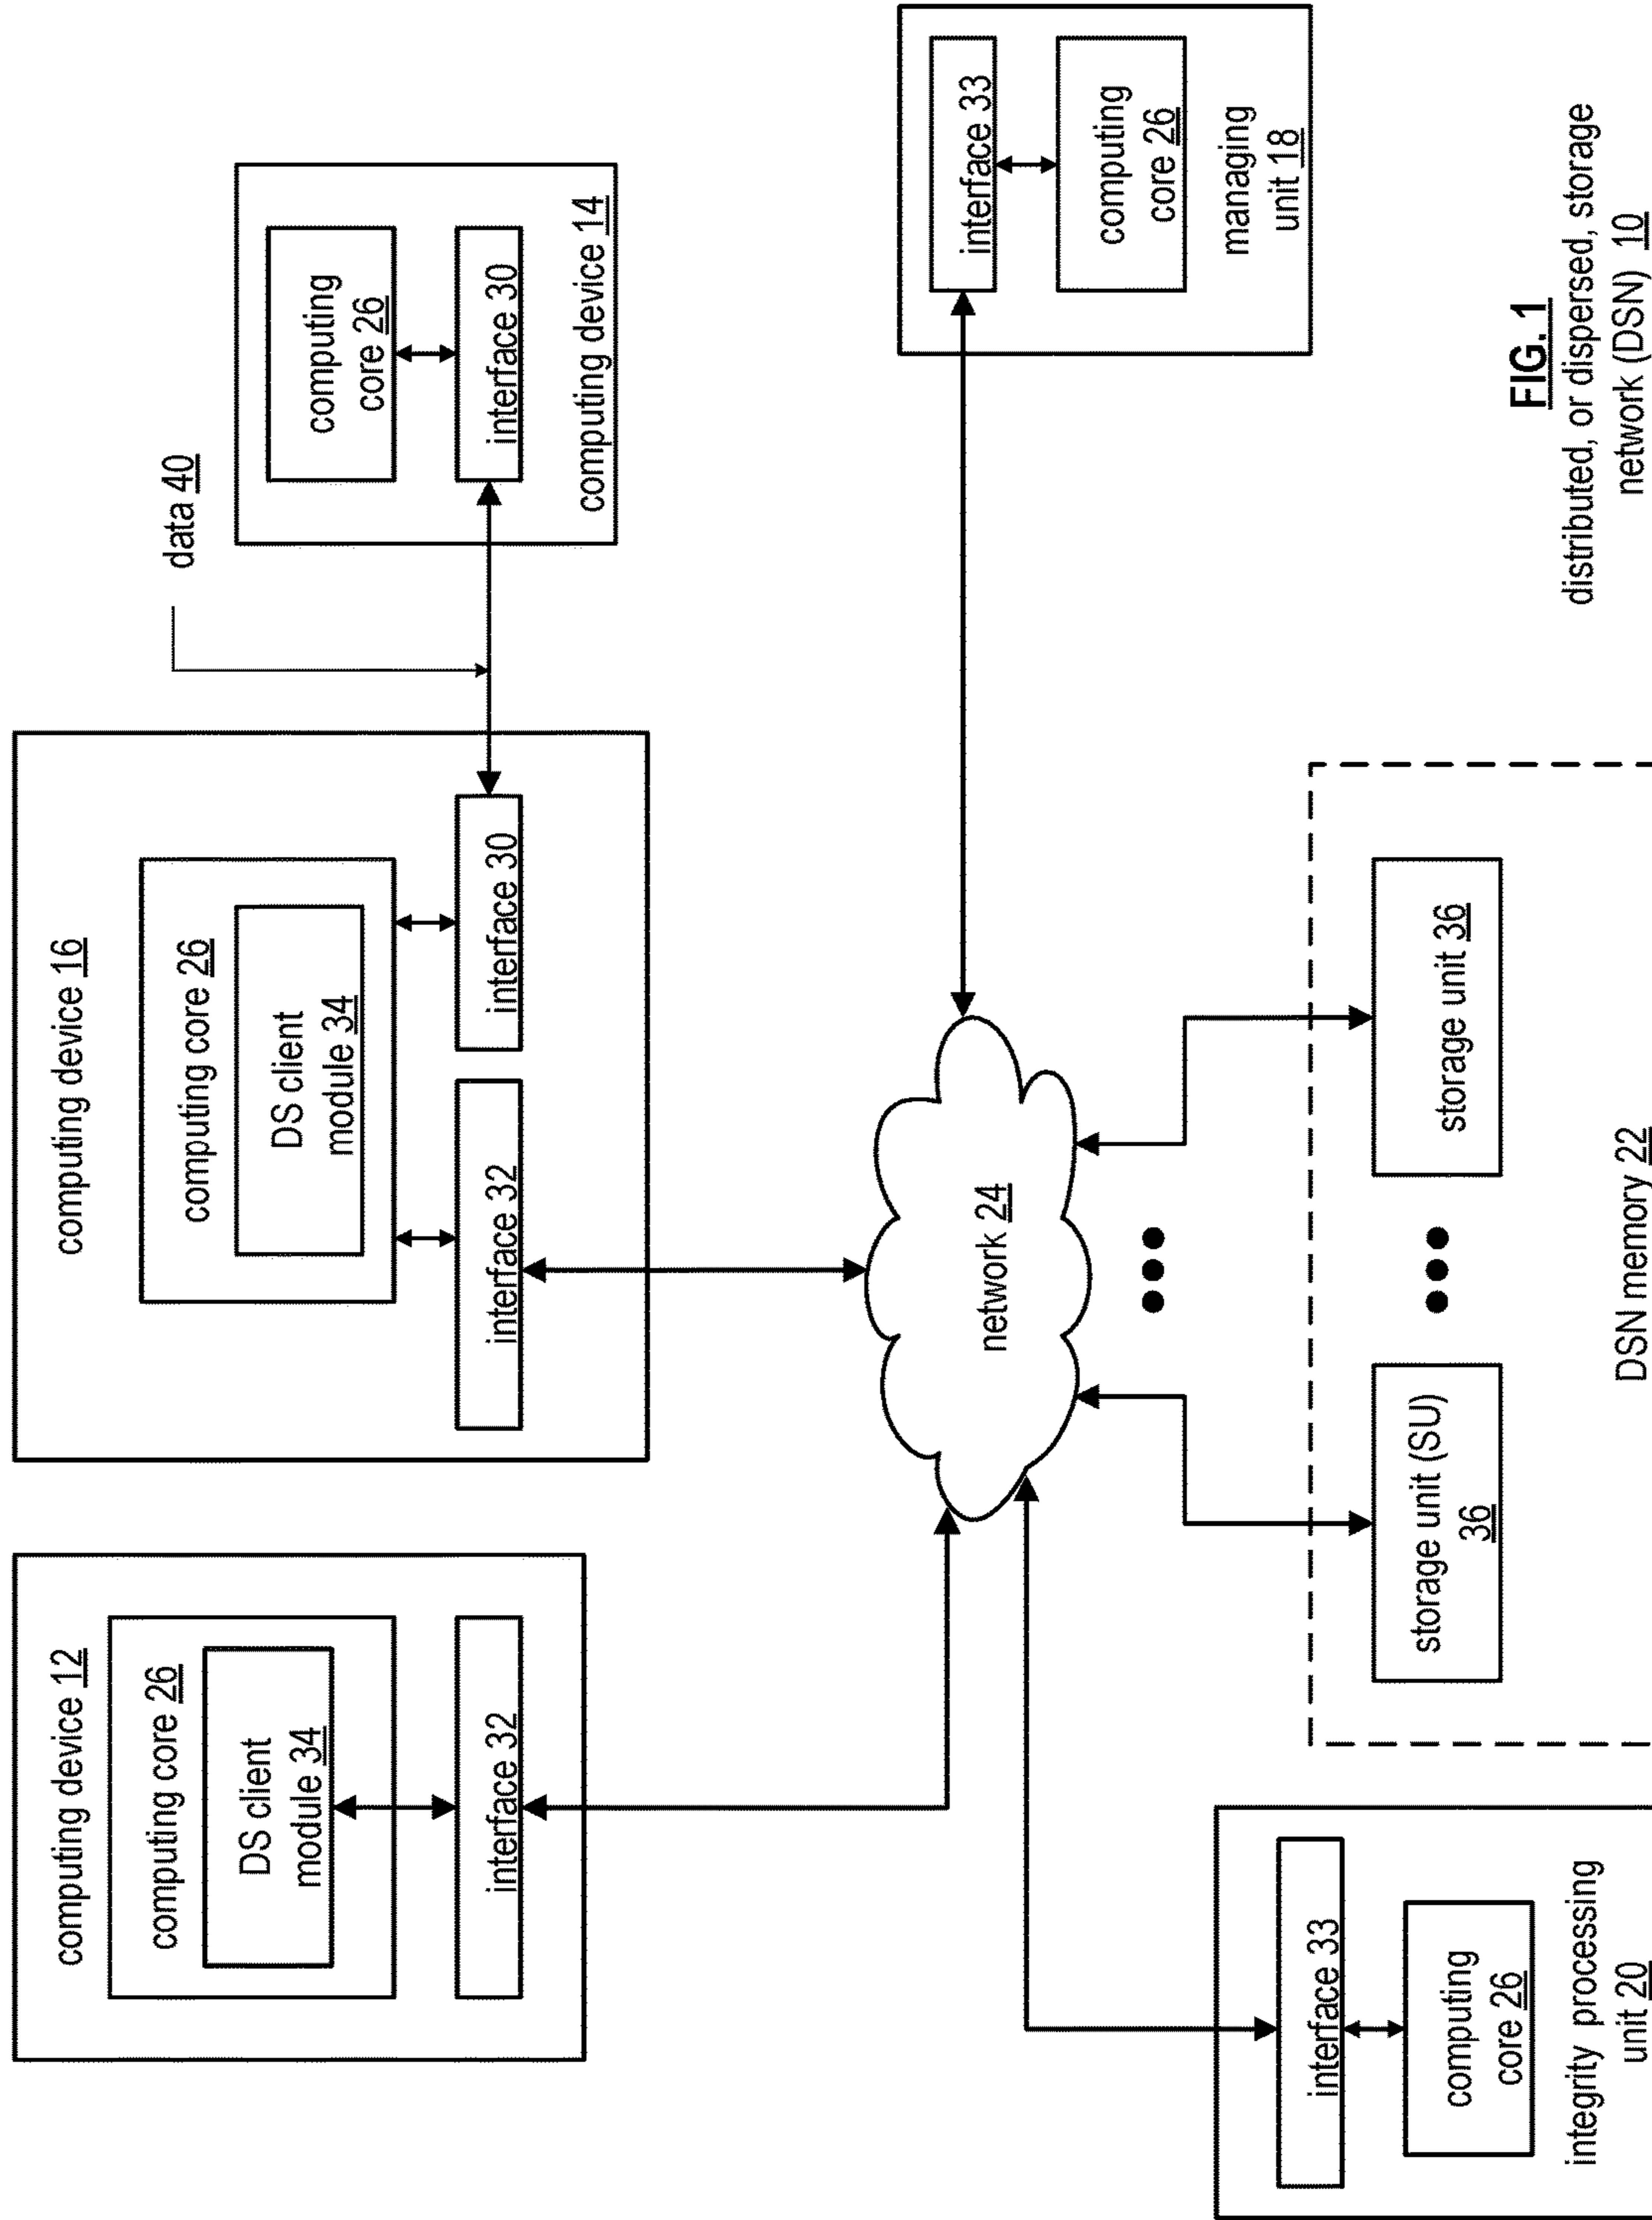 computing device 12
computing core 26
DS client
module 34
interface 32
computing device 16
computing core 26
DS client
module 34
interface 32
interface 30
data 40
computing
core 26
interface 30
computing device 14
network 24
interface 33
computing
core 26
managing
unit 18
interface 33
computing
core 26
integrity processing
unit 20
storage unit (SU)
36
storage unit 36
DSN memory 22
FIG. 1
distributed, or dispersed, storage
network (DSN) 10